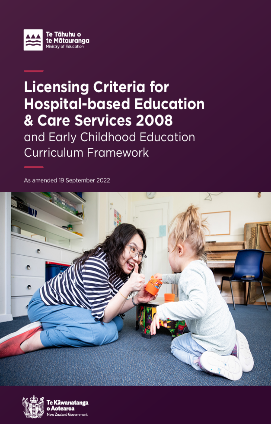 Te Tāhuhu o
te Mātauranga
Ministry of Education
Licensing Criteria for
Hospital-based Education
& Care Services 2008
and Early Childhood Education
Curriculum Framework
As amended 19 September 2022
Te Kāwanatanga
o Aotearoa
New Zealand Government